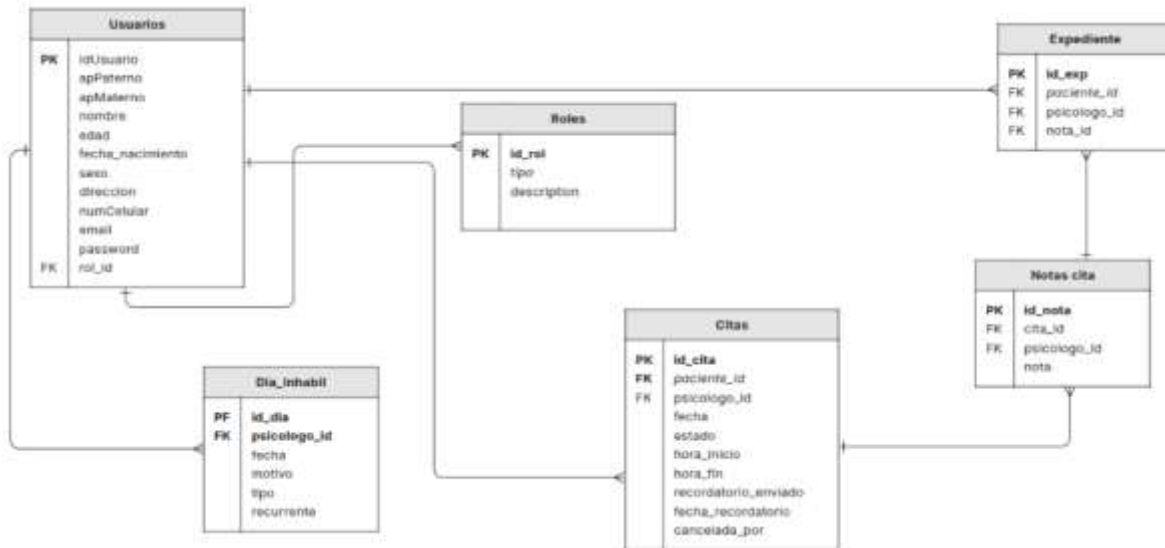 Usuarios
PK idUsuario
apPaterno
apMaterno
nombre
edad
fecha_nacimiento
sexo
direccion
numCelular
email
password
FK rol_id
Expediente
PK id_exp
FK paciente_id
FK psicologo_id
FK nota_id
Roles
PK id_rol
tipo
description
Notas cita
PK id_nota
FK cita_id
FK psicologo_id
nota
Citas
PK id_cita
FK paciente_id
FK psicologo_id
fecha
estado
hora_inicio
hora_fin
recordatorio_enviado
fecha_recordatorio
cancelada_por
Dia_inhabil
PF id_dia
FK psicologo_id
fecha
motivo
tipo
recurrente